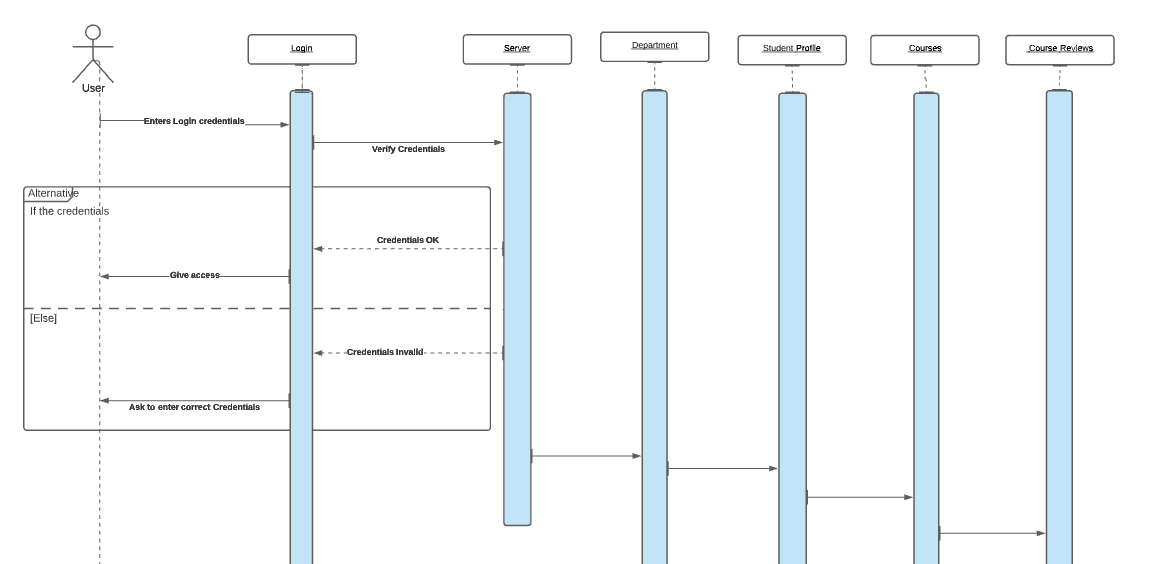 Login
Server
Department
Student Profile
Courses
Course Reviews
User
Enters Login credentials
Verify Credentials
Alternative
If the credentials
Credentials OK
Give access
[Else]
Credentials Invalid
Ask to enter correct Credentials